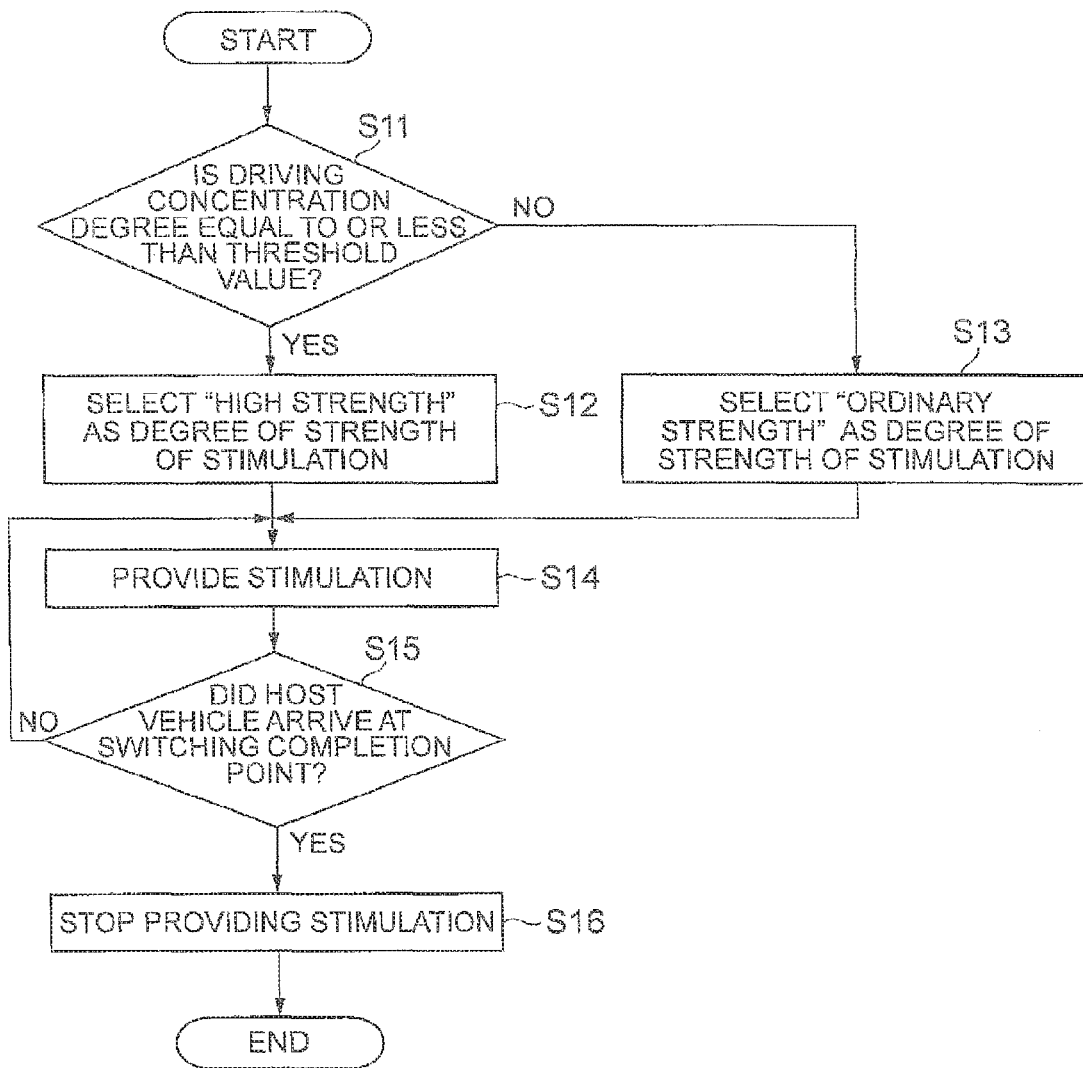 START
S11
IS DRIVING
CONCENTRATION
DEGREE EQUAL TO OR LESS
THAN THRESHOLD
VALUE?
NO
YES
S13
SELECT “HIGH STRENGTH”
AS DEGREE OF STRENGTH
OF STIMULATION
S12
SELECT “ORDINARY
STRENGTH” AS DEGREE OF
STRENGTH OF STIMULATION
PROVIDE STIMULATION
S14
S15
DID HOST
VEHICLE ARRIVE AT
SWITCHING COMPLETION
POINT?
NO
YES
STOP PROVIDING STIMULATION
S16
END